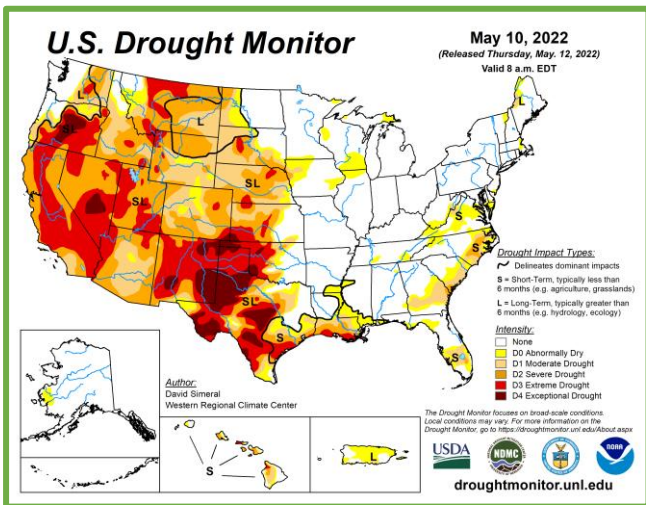 U.S. Drought Monitor
May 10, 2022
(Released Thursday, May. 12, 2022)
Valid 8 a.m. EDT
L
L
L
SL
SL
SL
S
S
SL
S
S
L
S
Drought Impact Types:
Delineates dominant impacts
S = Short-Term, typically less than
6 months (e.g. agriculture, grasslands)
L = Long-Term, typically greater than
6 months (e.g. hydrology, ecology)
Intensity:
None
D0 Abnormally Dry
D1 Moderate Drought
D2 Severe Drought
D3 Extreme Drought
D4 Exceptional Drought
Author:
David Simeral
Western Regional Climate Center
The Drought Monitor focuses on broad-scale conditions.
Local conditions may vary. For more information on the
Drought Monitor, go to https://droughtmonitor.unl.edu/About.aspx
USDA
NDMC
NOAA
droughtmonitor.unl.edu